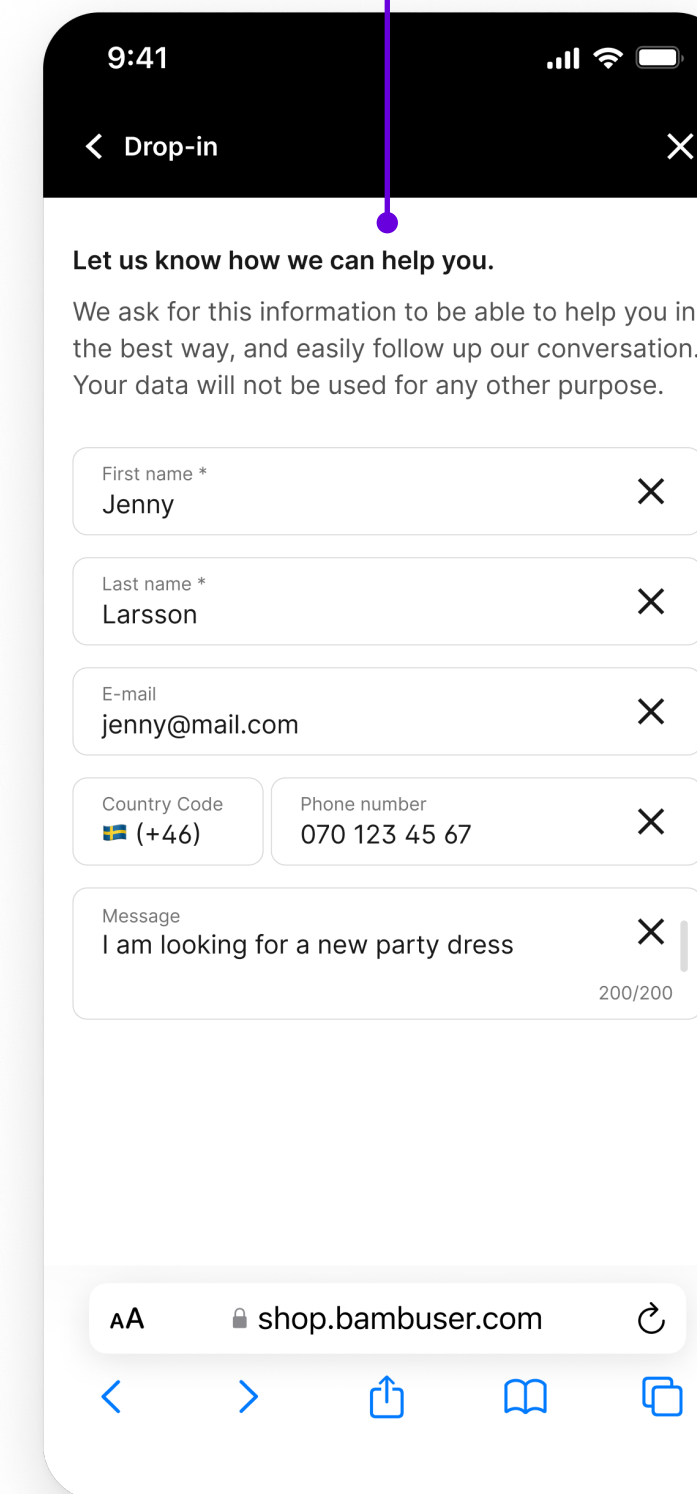 9:41
Drop-in
Let us know how we can help you.
We ask for this information to be able to help you in
the best way, and easily follow up our conversation.
Your data will not be used for any other purpose.
First name *
Jenny
Last name *
Larsson
E-mail
jenny@mail.com
Country Code
🇸🇪 (+46)
Phone number
070 123 45 67
Message
I am looking for a new party dress
200/200
AA
shop.bambuser.com